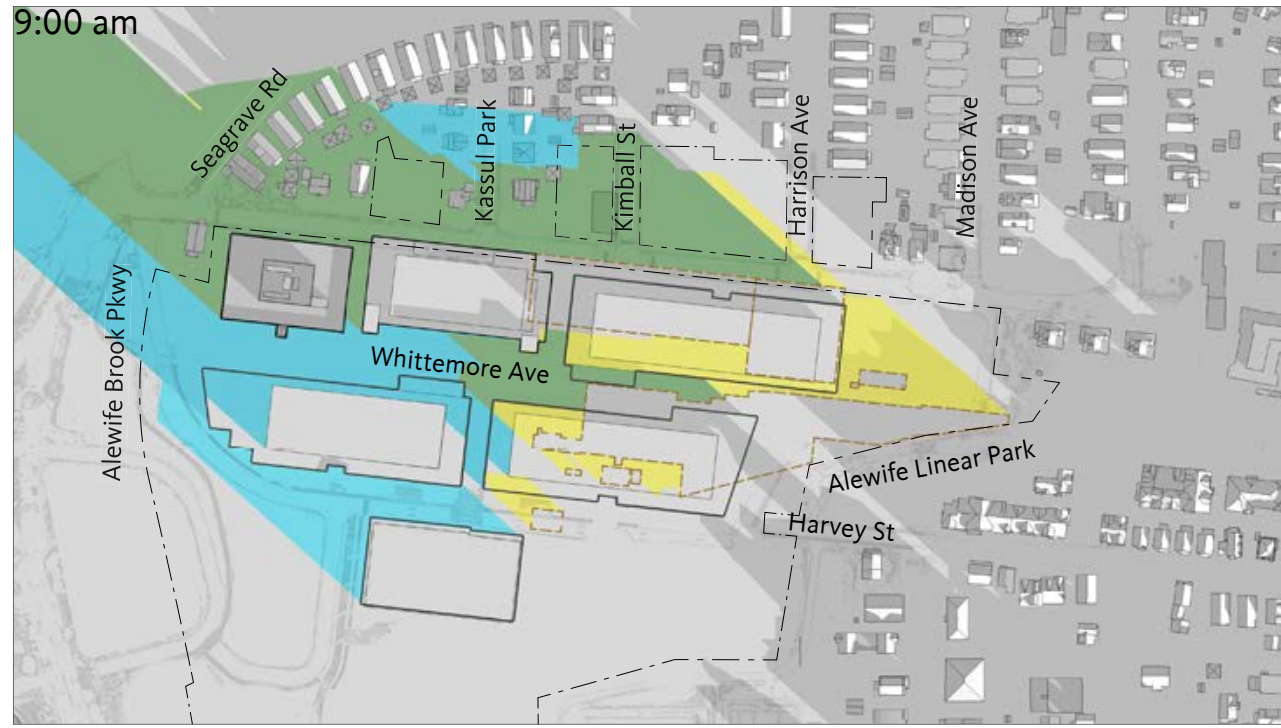 9:00 am
Seagrave Rd
Kassul Park
Kimball St
Harrison Ave
Madison Ave
Alewife Brook Pkwy
Whittemore Ave
Alewife Linear Park
Harvey St